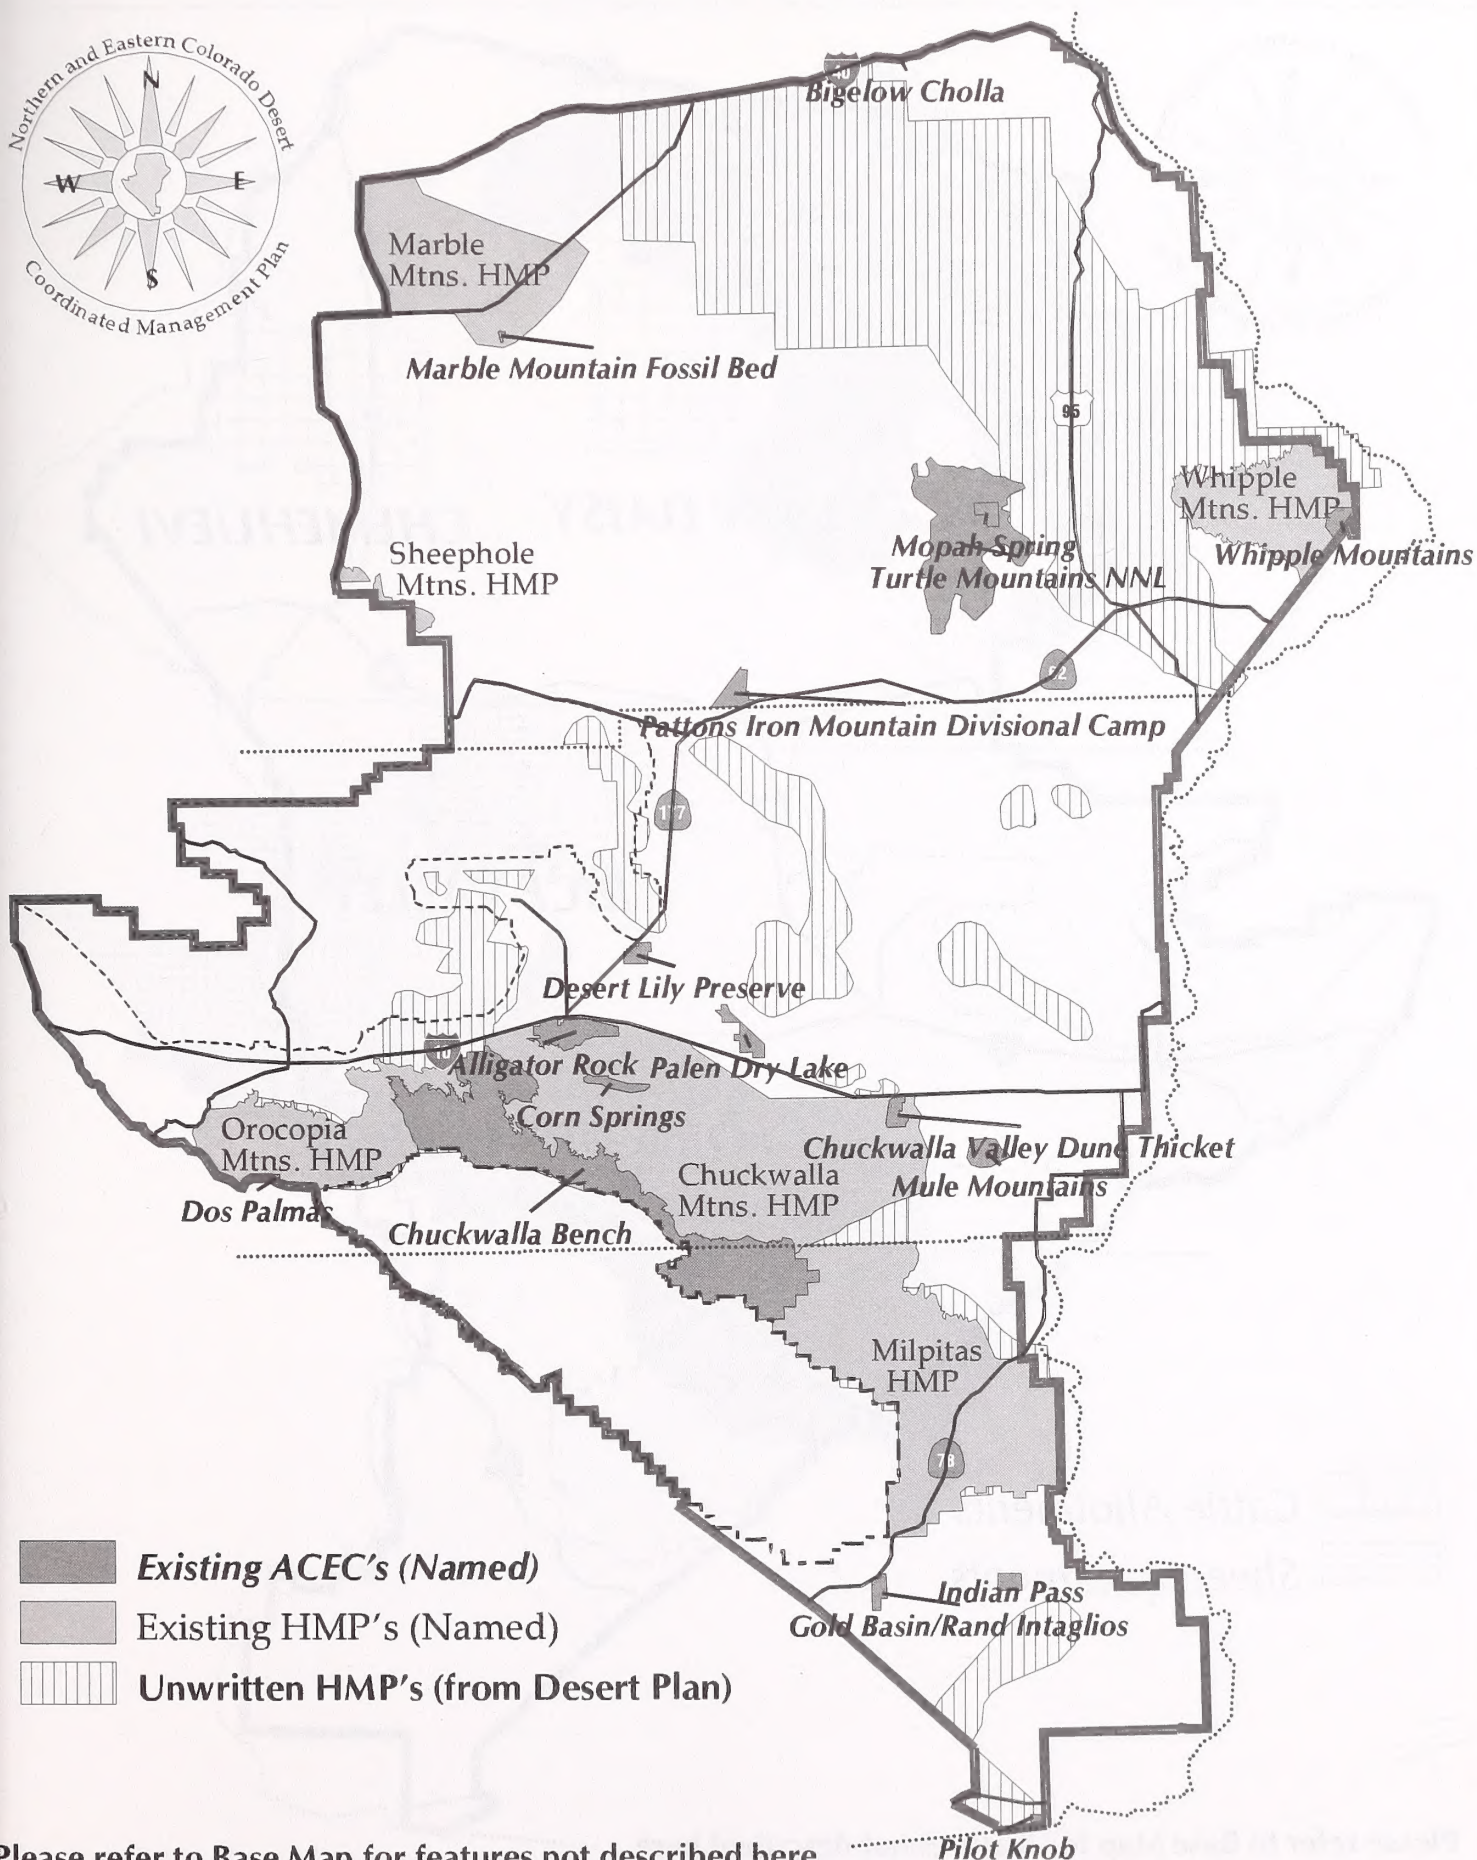 Northern and Eastern Colorado Desert
N
W
E
S
Coordinated Management Plan
40
Bigelow Cholla
Marble
Mtns. HMP
Marble Mountain Fossil Bed
95
Whipple
Mtns. HMP
Whipple Mountains
Sheephole
Mtns. HMP
Mopah Spring
Turtle Mountains NNL
62
Pattons Iron Mountain Divisional Camp
177
Desert Lily Preserve
10
Alligator Rock
Palen Dry Lake
Corn Springs
Orocopia
Mtns. HMP
Chuckwalla Valley Dune Thicket
Chuckwalla
Mtns. HMP
Mule Mountains
Dos Palmas
Chuckwalla Bench
Milpitas
HMP
78
Existing ACEC's (Named)
Existing HMP's (Named)
Unwritten HMP's (from Desert Plan)
Indian Pass
Gold Basin/Rand Intaglios
Pilot Knob
Please refer to Base Map for features not described here